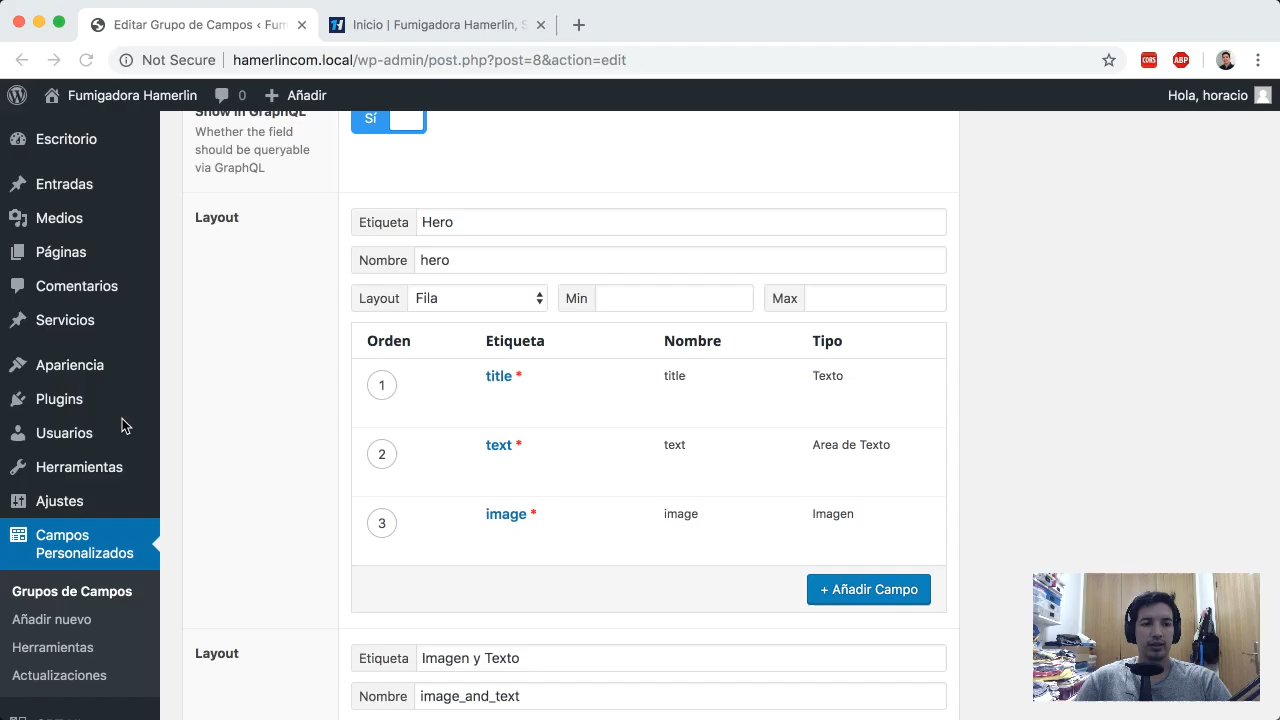 Editar Grupo de Campos ‹ Fum
Inicio | Fumigadora Hamerlin, S
Not Secure
hamerlincom.local/wp-admin/post.php?post=8&action=edit
CORS
ABP
Fumigadora Hamerlin
0
Añadir
Hola, horacio
Escritorio
Entradas
Medios
Páginas
Comentarios
Servicios
Apariencia
Plugins
Usuarios
Herramientas
Ajustes
Campos
Personalizados
Grupos de Campos
Añadir nuevo
Herramientas
Actualizaciones
Show in GraphQL
Whether the field
should be queryable
via GraphQL
Sí
Layout
Etiqueta Hero
Nombre hero
Layout Fila Min Max
Orden Etiqueta Nombre Tipo
1 title * title Texto
2 text * text Area de Texto
3 image * image Imagen
+ Añadir Campo
Layout
Etiqueta Imagen y Texto
Nombre image_and_text